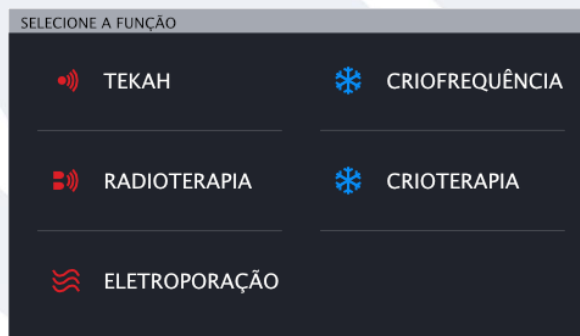 SELECIONE A FUNÇÃO
TEKAH
CRIOFREQUÊNCIA
RADIOTERAPIA
CRIOTERAPIA
ELETROPORAÇÃO